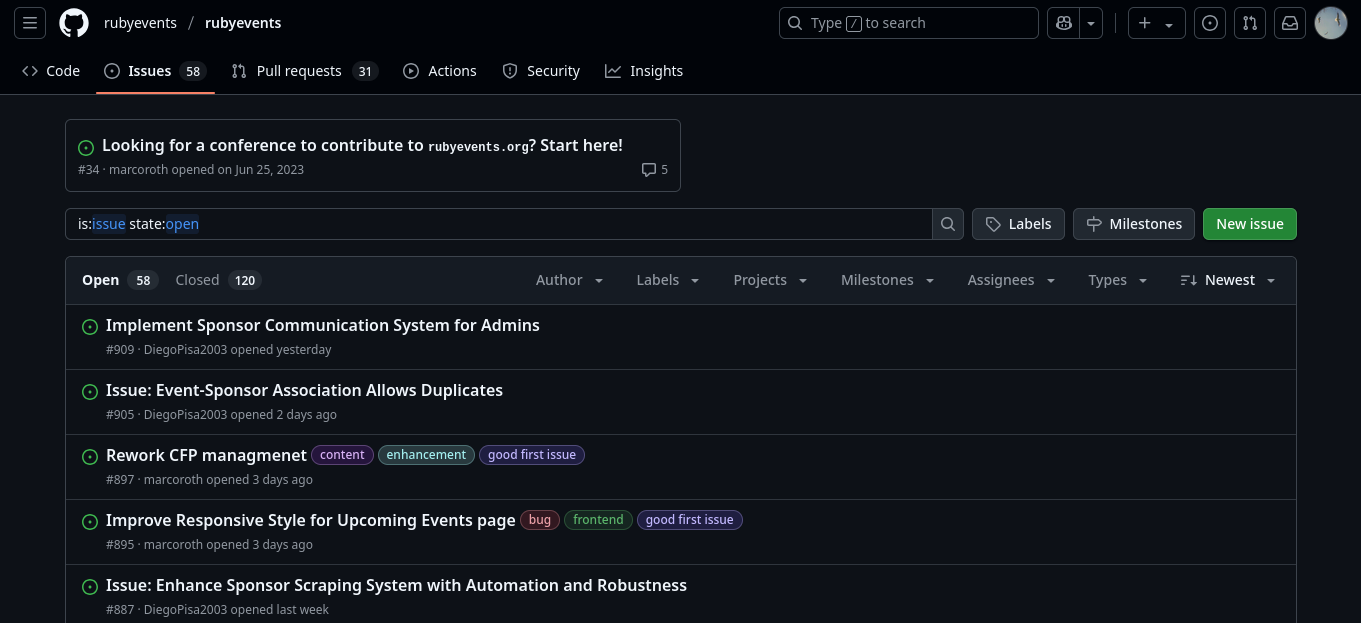 rubyevents / rubyevents Type / to search
Code Issues 58 Pull requests 31 Actions Security Insights
Looking for a conference to contribute to rubyevents.org? Start here!
#34 · marcoroth opened on Jun 25, 2023 5
is:issue state:open Labels Milestones New issue
Open 58 Closed 120 Author Labels Projects Milestones Assignees Types Newest
Implement Sponsor Communication System for Admins
#909 · DiegoPisa2003 opened yesterday
Issue: Event-Sponsor Association Allows Duplicates
#905 · DiegoPisa2003 opened 2 days ago
Rework CFP managmenet content enhancement good first issue
#897 · marcoroth opened 3 days ago
Improve Responsive Style for Upcoming Events page bug frontend good first issue
#895 · marcoroth opened 3 days ago
Issue: Enhance Sponsor Scraping System with Automation and Robustness
#887 · DiegoPisa2003 opened last week